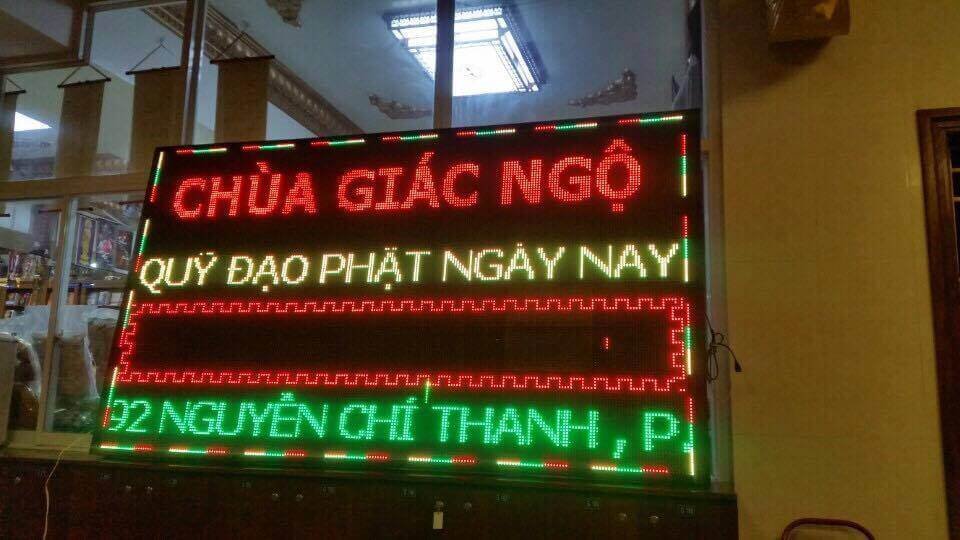 CHÙA GIÁC NGỘ
QUỸ ĐẠO PHẬT NGÀY NAY
92 NGUYỄN CHÍ THANH , P.